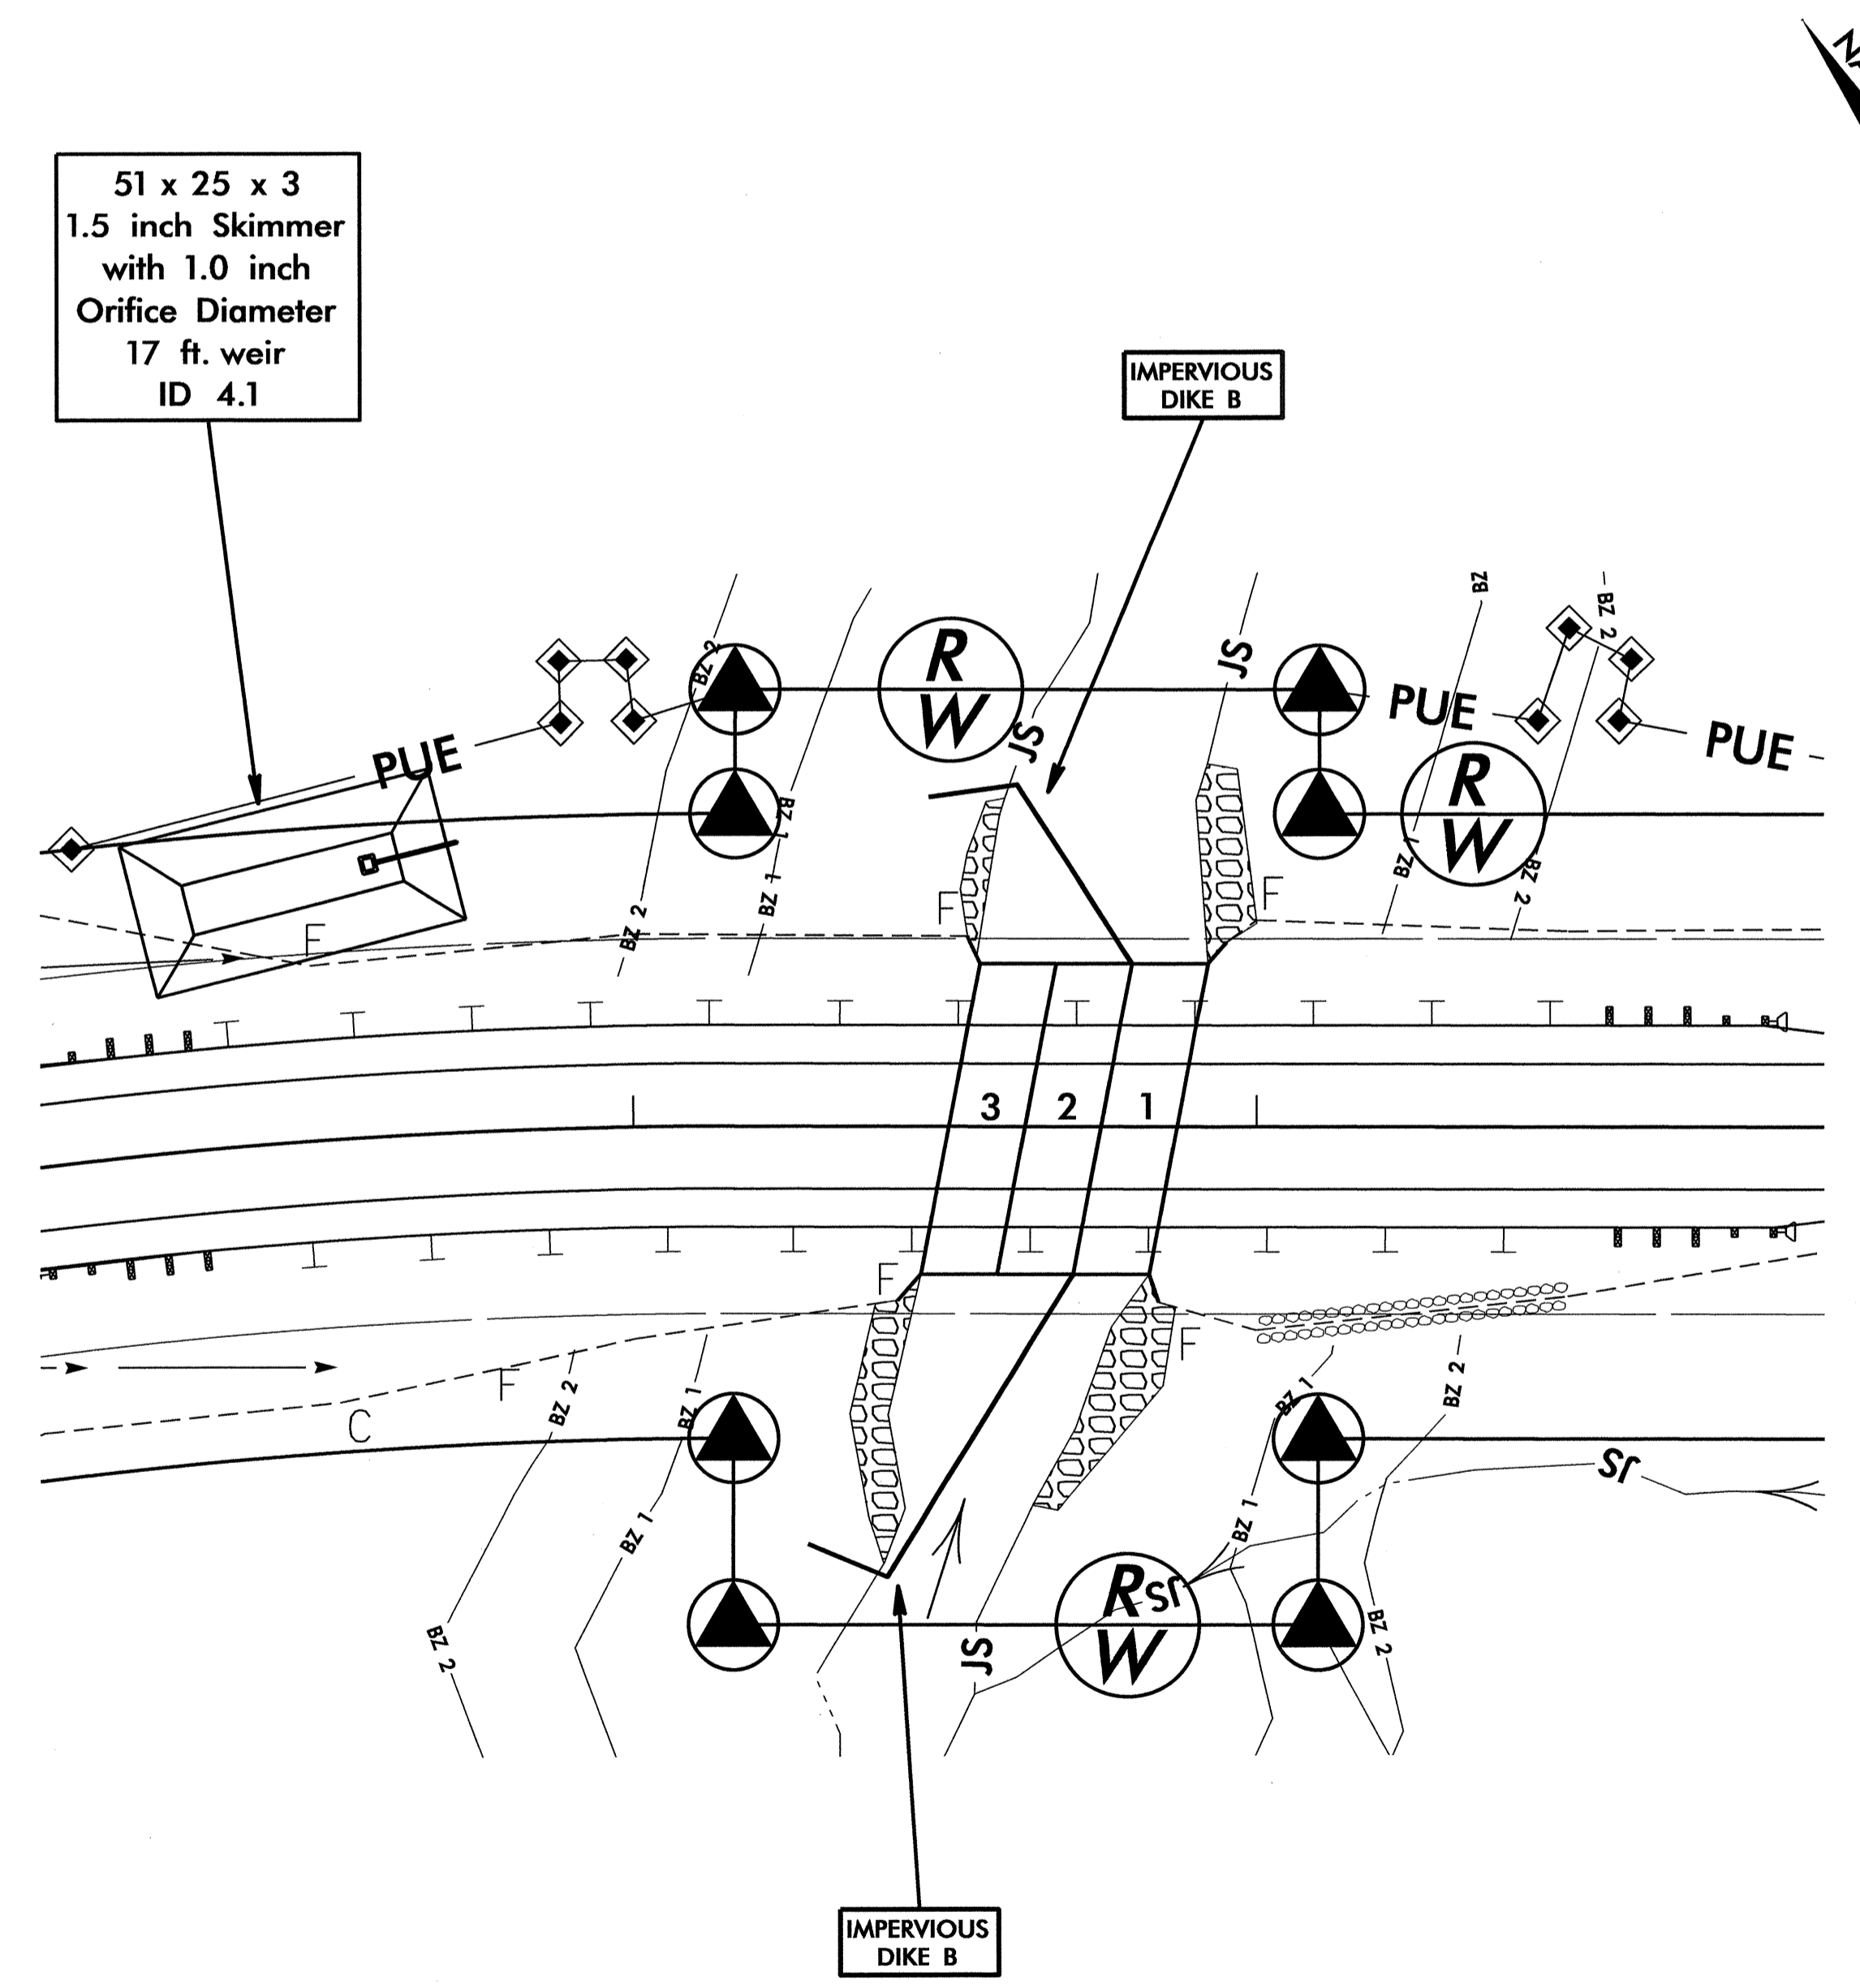 NA
51 x 25 x 3
1.5 inch Skimmer
with 1.0 inch
Orifice Diameter
17 ft. weir
ID 4.1
IMPERVIOUS
DIKE B
BZ
BZ 2
R
W
JS
BZ 2
PUE
PUE
PUE
JS
R
W
BZ 1
BZ 1
BZ 2
BZ 1
BZ 2
F
F
F
BZ 2
3 2 1
F
F
F
BZ 2
BZ 1
BZ 1
BZ 2
C
JS
BZ 1
BZ 1
R
W
JS
JS
BZ 2
BZ 2
IMPERVIOUS
DIKE B